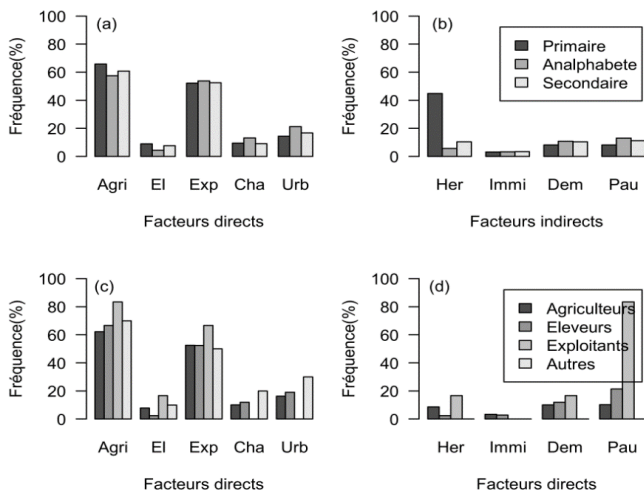 (a)
Fréquence(%)
100
80
60
40
20
0
Agri El Exp Cha Urb
Facteurs directs
(b)
Primaire
Analphabete
Secondaire
Fréquence(%)
100
80
60
40
20
0
Her Immi Dem Pau
Facteurs indirects
(c)
Fréquence(%)
100
80
60
40
20
0
Agri El Exp Cha Urb
Facteurs directs
(d)
Agriculteurs
Eleveurs
Exploitants
Autres
Fréquence(%)
100
80
60
40
20
0
Her Immi Dem Pau
Facteurs directs